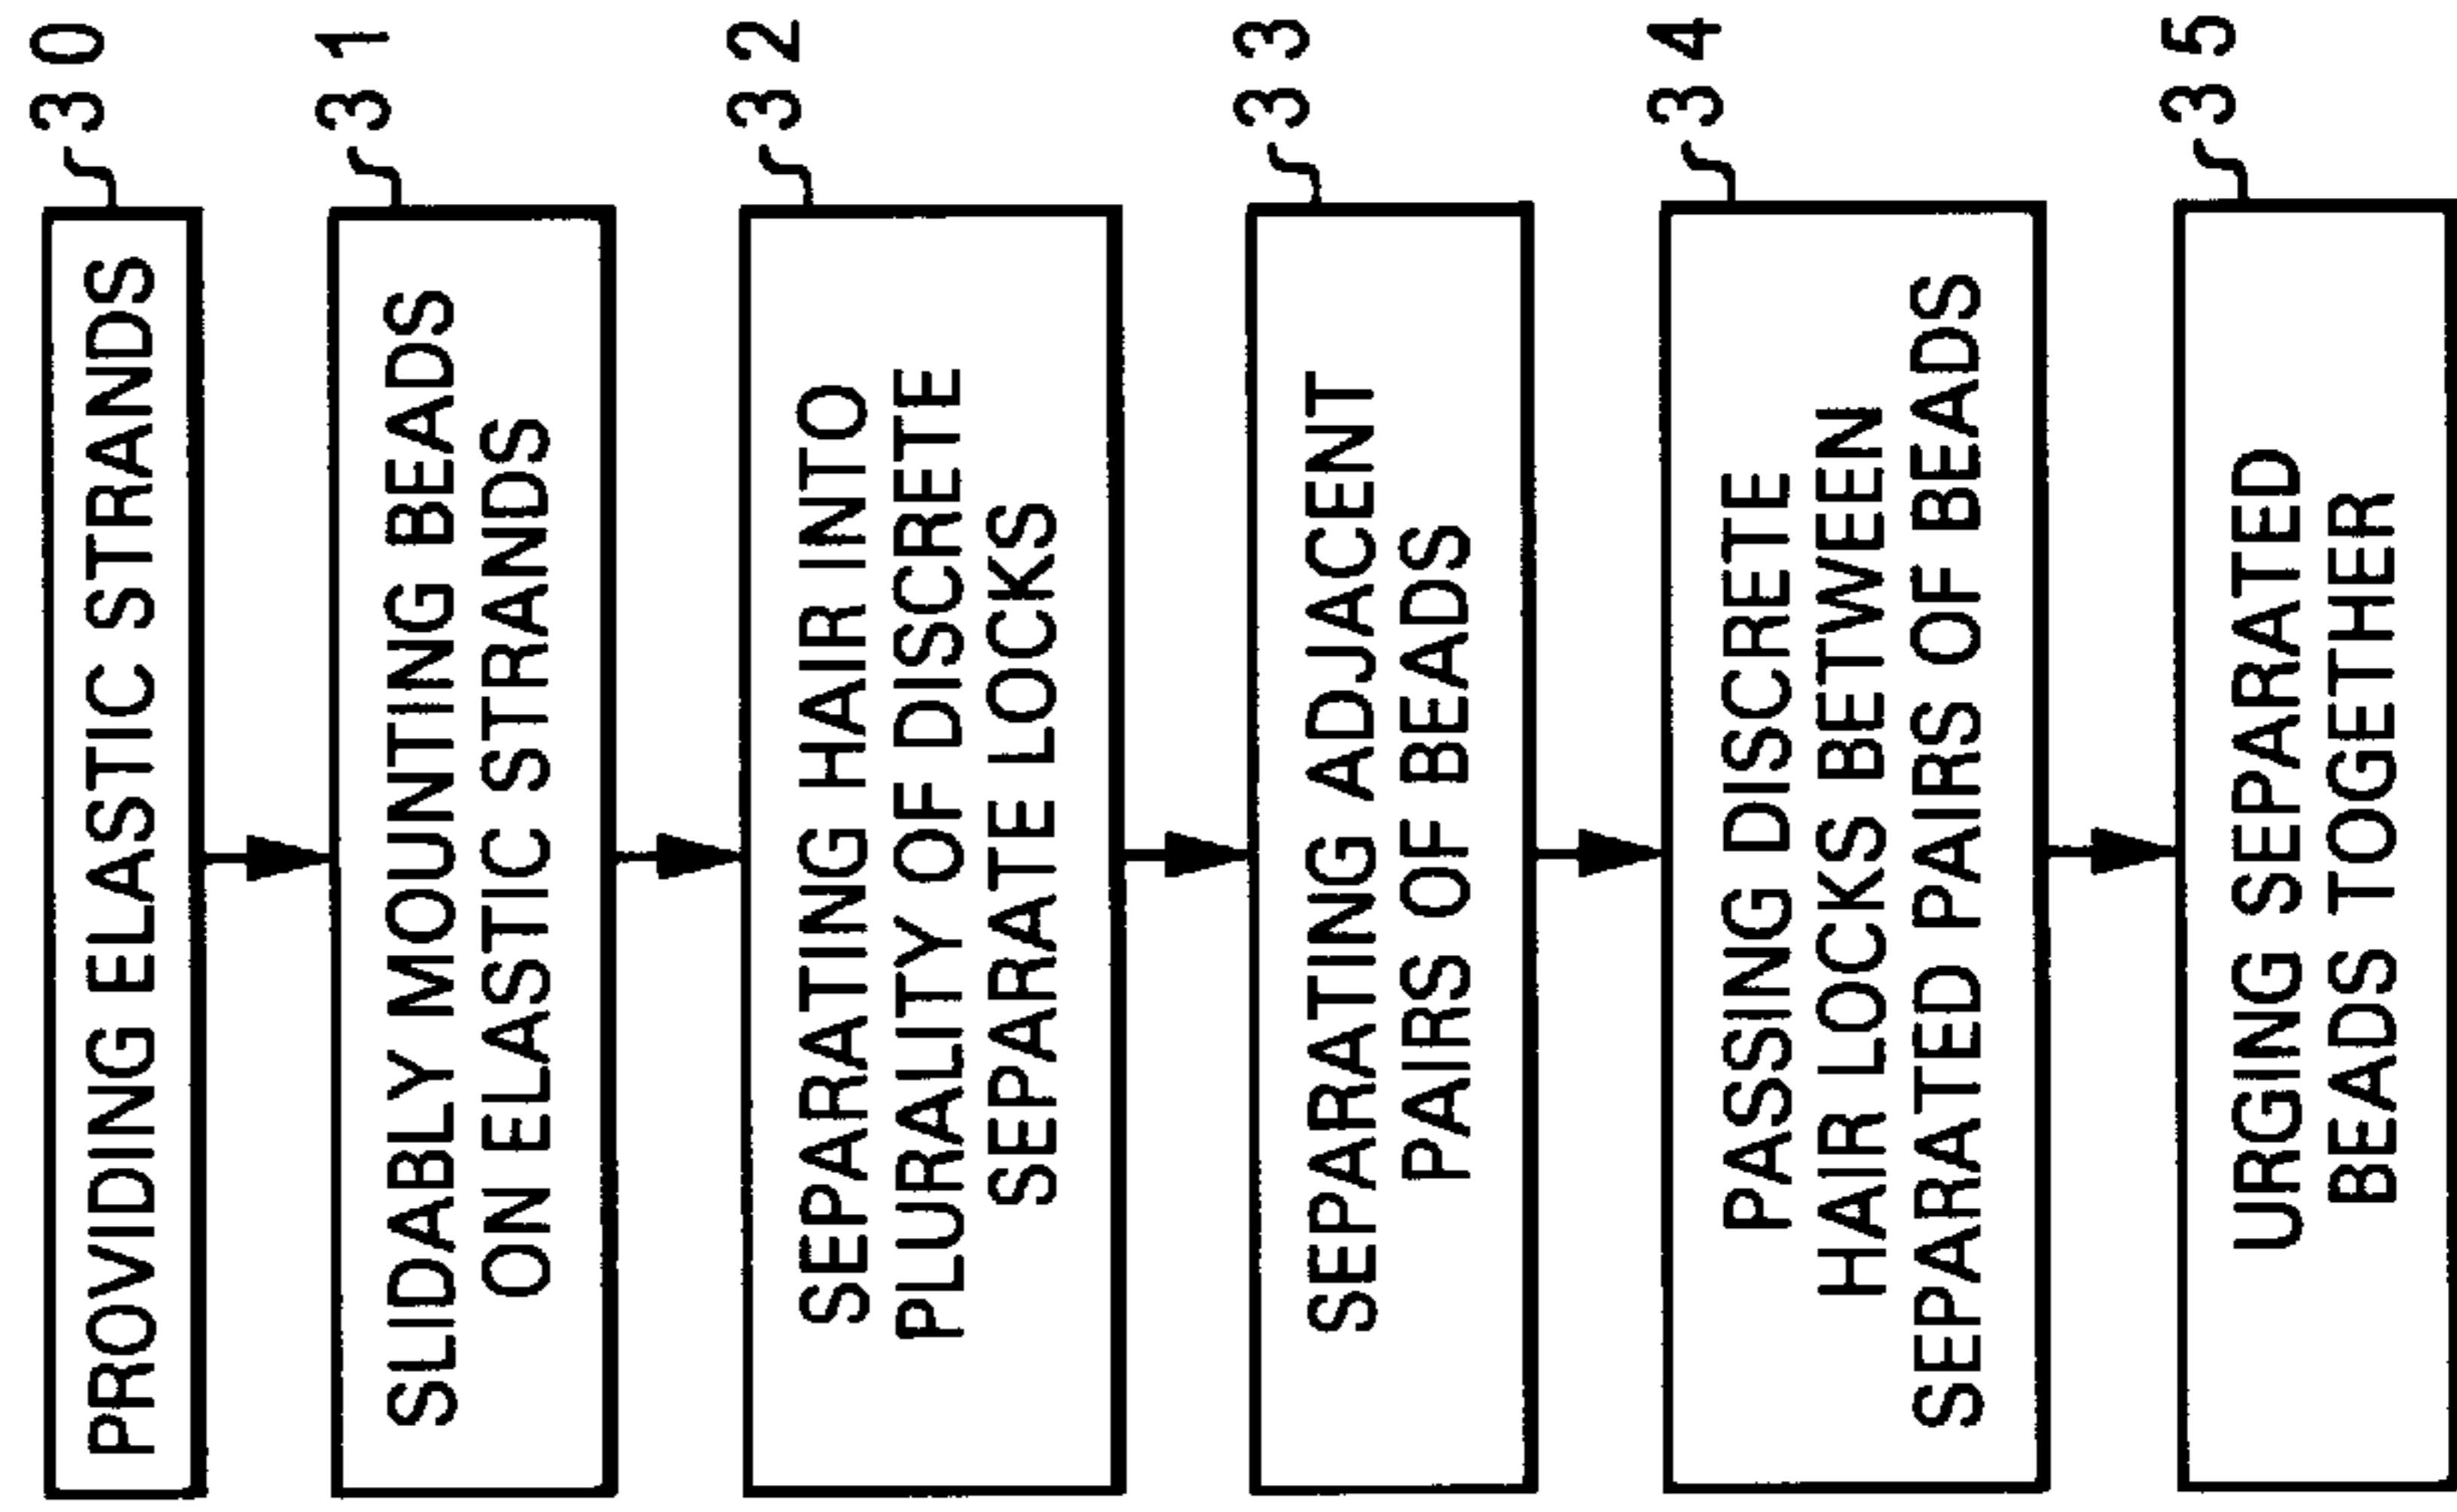 PROVIDING ELASTIC STRANDS
30
SLIDABLY MOUNTING BEADS
ON ELASTIC STRANDS
31
SEPARATING HAIR INTO
PLURALITY OF DISCRETE
SEPARATE LOCKS
32
SEPARATING ADJACENT
PAIRS OF BEADS
33
PASSING DISCRETE
HAIR LOCKS BETWEEN
SEPARATED PAIRS OF BEADS
34
URGING SEPARATED
BEADS TOGETHER
35